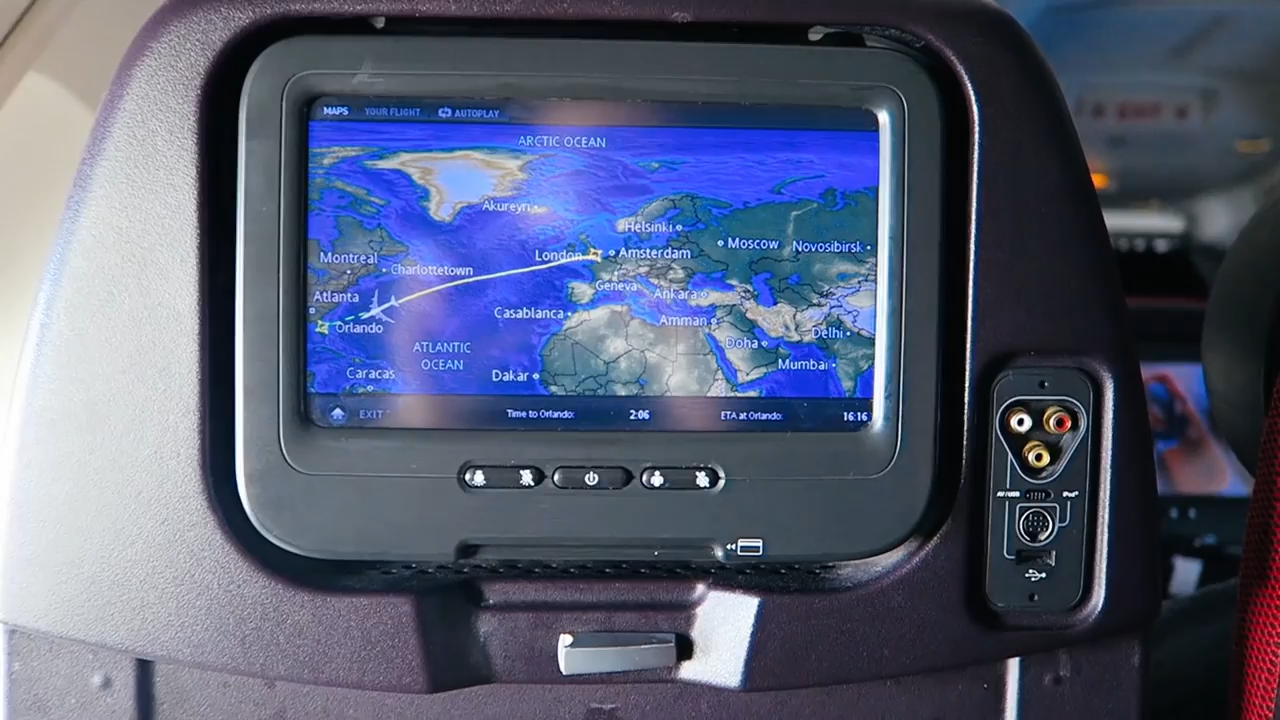 MAPS YOUR FLIGHT AUTOPLAY
ARCTIC OCEAN
Akureyri
Helsinki
Moscow Novosibirsk
London Amsterdam
Montreal
Charlottetown
Geneva
Ankara
Atlanta
Casablanca
Amman
Orlando
Delhi
Doha
ATLANTIC
OCEAN
Mumbai
Caracas
Dakar
EXIT Time to Orlando: 2:06 ETA at Orlando: 16:16
AV/USB iPod